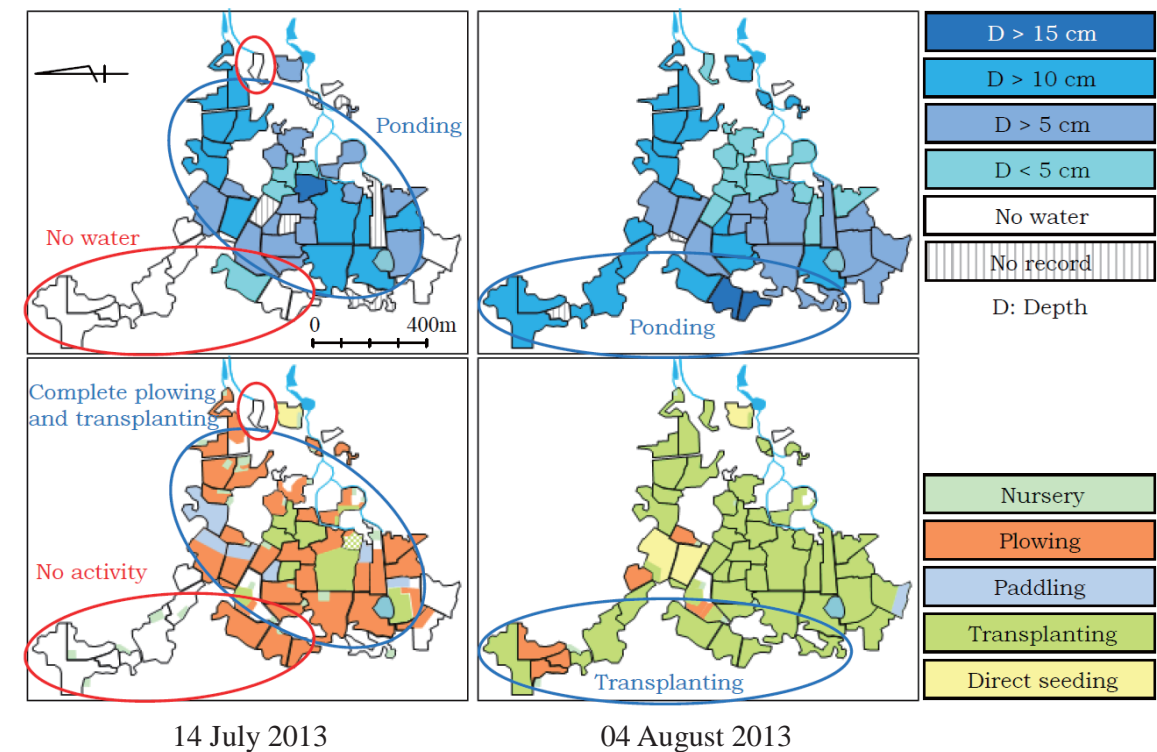 Ponding
No water
0 400m
Ponding
D > 15 cm
D > 10 cm
D > 5 cm
D < 5 cm
No water
No record
D: Depth
Complete plowing
and transplanting
No activity
Transplanting
Nursery
Plowing
Paddling
Transplanting
Direct seeding
14 July 2013
04 August 2013